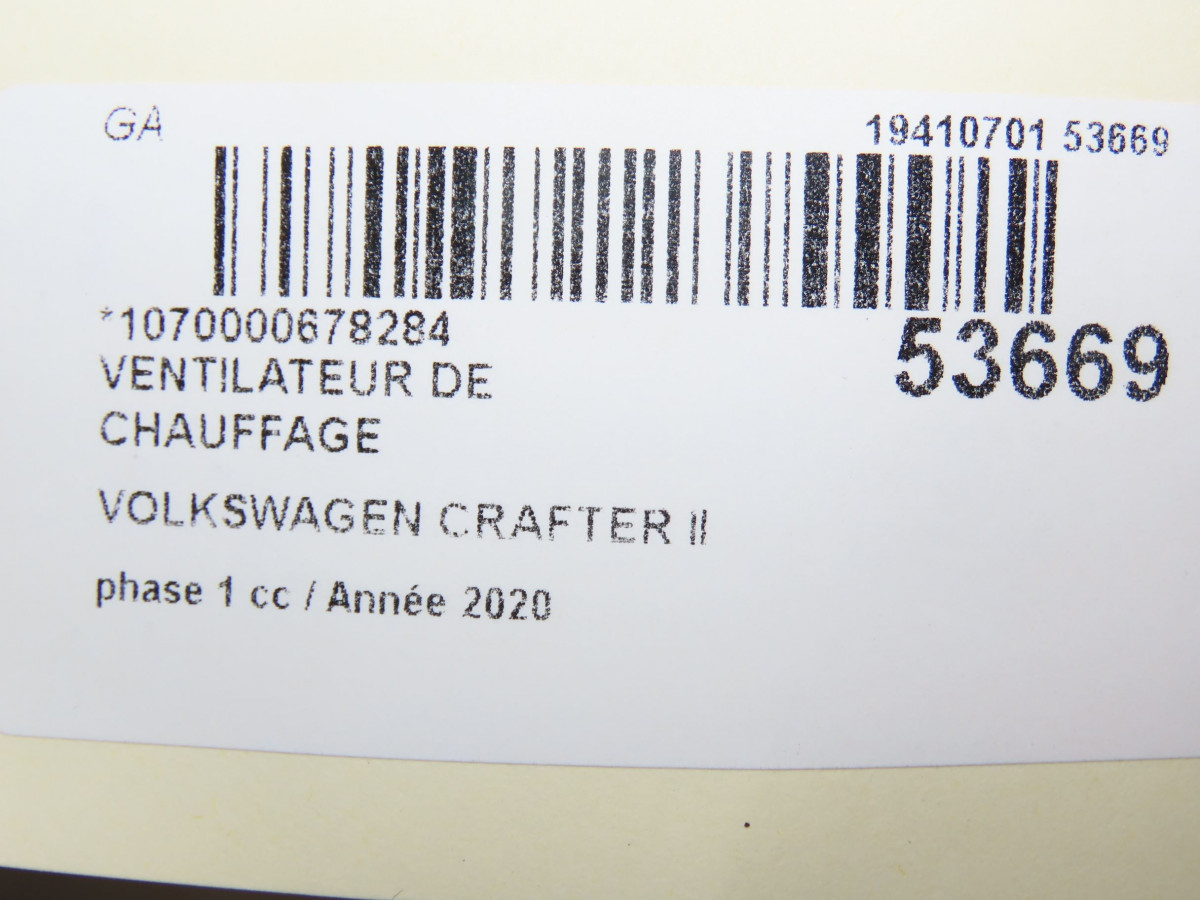 GA
19410701 53669
*1070000678284
53669
VENTILATEUR DE
CHAUFFAGE
VOLKSWAGEN CRAFTER II
phase 1 cc / Année 2020